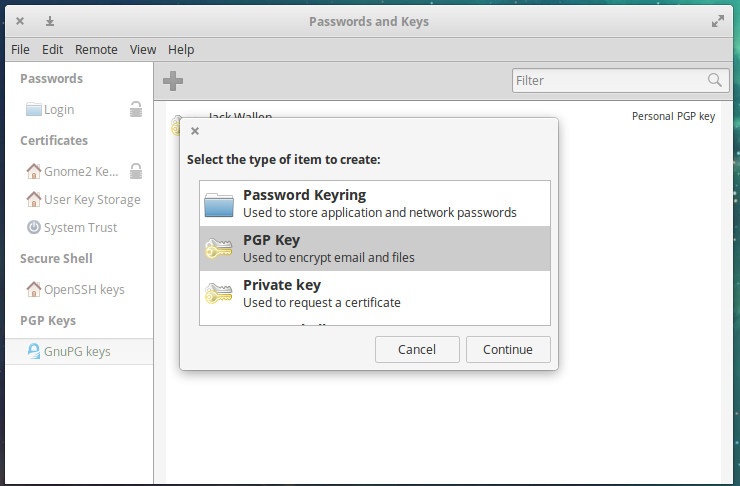 Passwords and Keys
File Edit Remote View Help
Passwords
Login
Certificates
Gnome2 Ke...
User Key Storage
System Trust
Secure Shell
OpenSSH keys
PGP Keys
GnuPG keys
Filter
Jack Wallen
Personal PGP key
Select the type of item to create:
Password Keyring
Used to store application and network passwords
PGP Key
Used to encrypt email and files
Private key
Used to request a certificate
Cancel
Continue